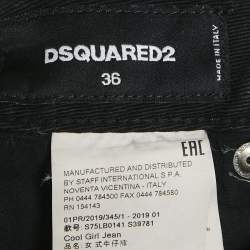 DSQUARED2
MADE IN ITALY
36
EAC
MANUFACTURED AND DISTRIBUTED
BY STAFF INTERNATIONAL S.P.A.
NOVENTA VICENTINA - ITALY
PH 0444 784500 FAX 0444 784580
RN 154143
01PR/2019/345/1 - 2019 01
款号: S75LB0141 S39781
Cool Girl Jean
品名: 女式牛仔裤